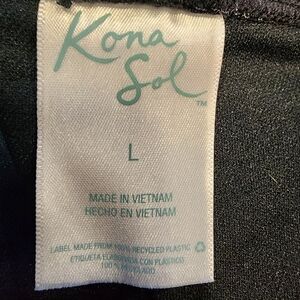 Kona
Sol
™
L
MADE IN VIETNAM
HECHO EN VIETNAM
LABEL MADE FROM 100% RECYCLED PLASTIC
ETIQUETA ELABORADA CON PLÁSTICOS
100% RECICLADO